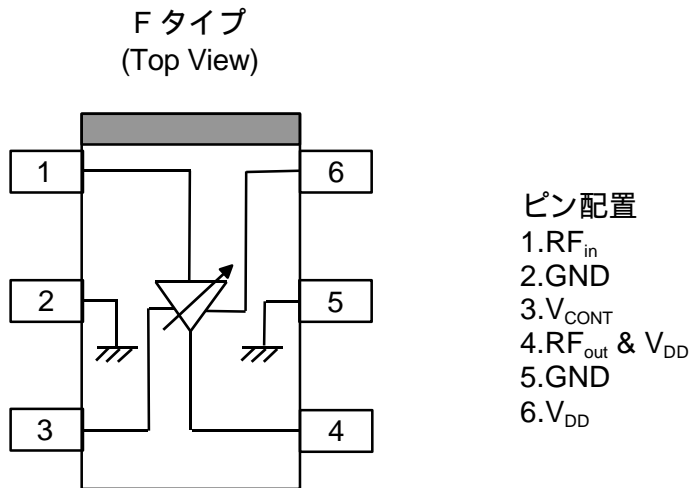 F タイプ
(Top View)
1
6
2
5
3
4
ピン配置
1.RFin
2.GND
3.VCONT
4.RFout & VDD
5.GND
6.VDD